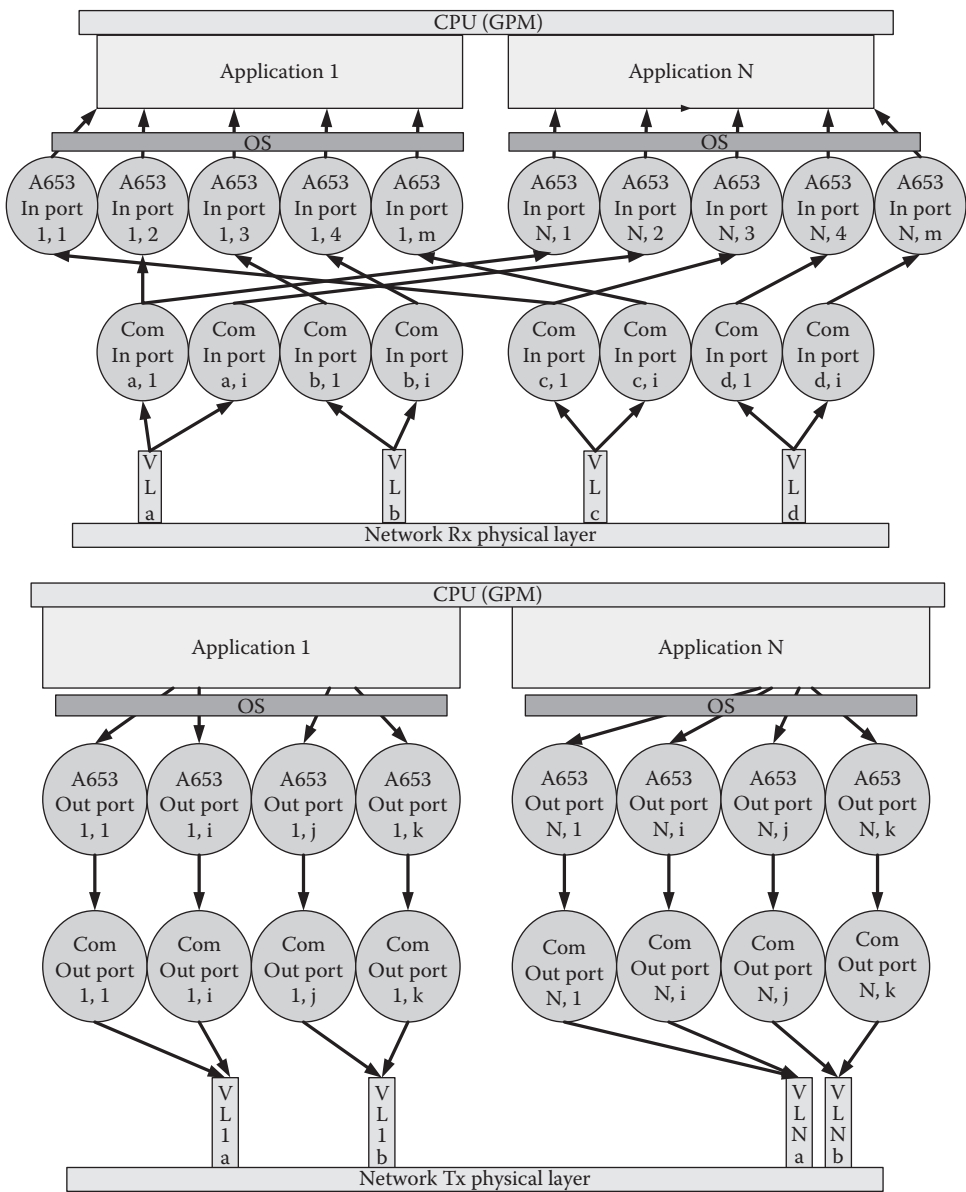 CPU (GPM)
Application 1
Application N
OS
OS
A653
In port
1, 1
A653
In port
1, 2
A653
In port
1, 3
A653
In port
1, 4
A653
In port
1, m
A653
In port
N, 1
A653
In port
N, 2
A653
In port
N, 3
A653
In port
N, 4
A653
In port
N, m
Com
In port
a, 1
Com
In port
a, i
Com
In port
b, 1
Com
In port
b, i
Com
In port
c, 1
Com
In port
c, i
Com
In port
d, 1
Com
In port
d, i
V
L
a
V
L
b
V
L
c
V
L
d
Network Rx physical layer
CPU (GPM)
Application 1
Application N
OS
OS
A653
Out port
1, 1
A653
Out port
1, i
A653
Out port
1, j
A653
Out port
1, k
A653
Out port
N, 1
A653
Out port
N, i
A653
Out port
N, j
A653
Out port
N, k
Com
Out port
1, 1
Com
Out port
1, i
Com
Out port
1, j
Com
Out port
1, k
Com
Out port
N, 1
Com
Out port
N, i
Com
Out port
N, j
Com
Out port
N, k
V
L
1
a
V
L
1
b
V
L
N
a
V
L
N
b
Network Tx physical layer